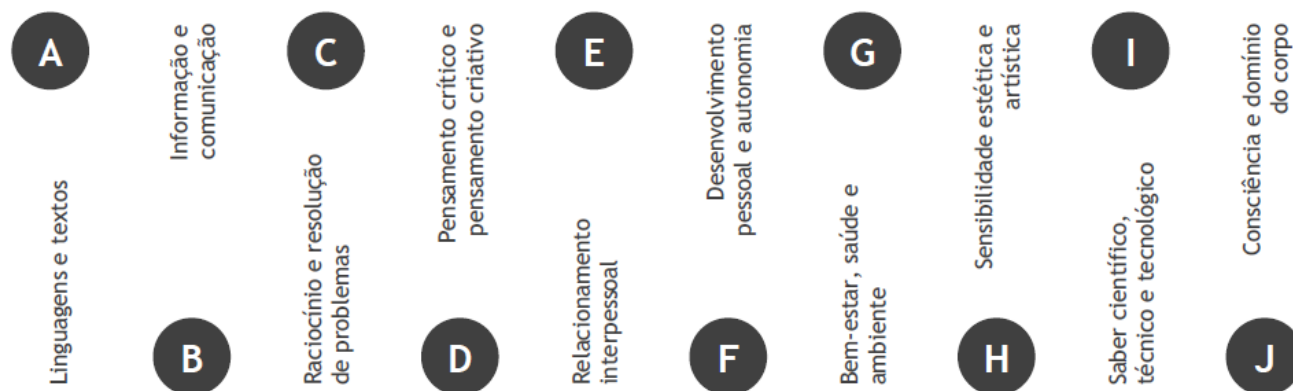 A
Linguagens e textos
B
Informação e
comunicação
C
Raciocínio e resolução
de problemas
D
Pensamento crítico e
pensamento criativo
E
Relacionamento
interpessoal
F
Desenvolvimento
pessoal e autonomia
G
Bem-estar, saúde e
ambiente
H
Sensibilidade estética e
artística
I
Saber científico,
técnico e tecnológico
J
Consciência e domínio
do corpo